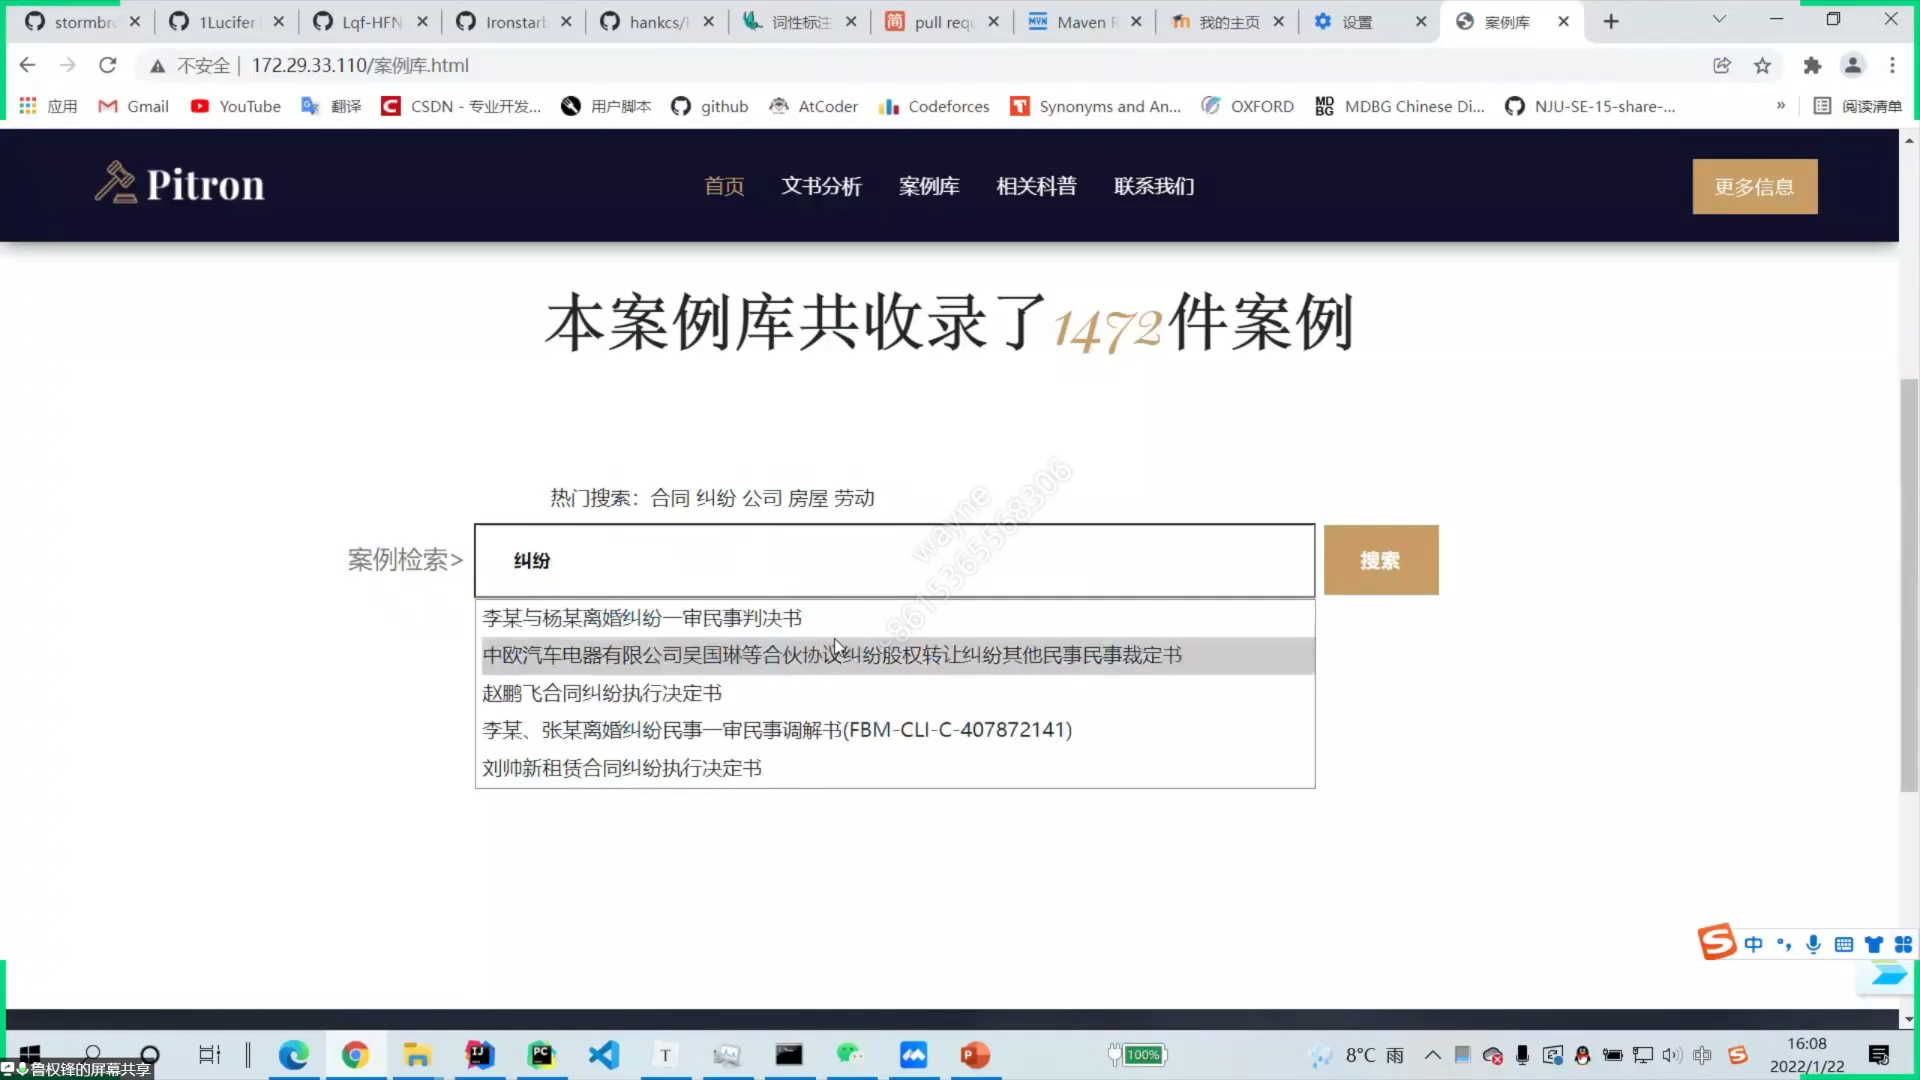 stormbro
1Lucifer
Lqf-HFN
Ironstarb
hankcs/
词性标注
pull requ
Maven R
我的主页
设置
案例库
不安全
172.29.33.110/案例库.html
应用
Gmail
YouTube
翻译
CSDN - 专业开发...
用户脚本
github
AtCoder
Codeforces
Synonyms and An...
OXFORD
MDBG Chinese Di...
NJU-SE-15-share-...
»
阅读清单
Pitron
首页
文书分析
案例库
相关科普
联系我们
更多信息
本案例库共收录了1472件案例
热门搜索：合同 纠纷 公司 房屋 劳动
案例检索>
纠纷
搜索
李某与杨某离婚纠纷一审民事判决书
中欧汽车电器有限公司吴国琳等合伙协议纠纷股权转让纠纷其他民事民事裁定书
赵鹏飞合同纠纷执行决定书
李某、张某离婚纠纷民事一审民事调解书(FBM-CLI-C-407872141)
刘帅新租赁合同纠纷执行决定书
wayne
+8615365568306
中
100%
8°C 雨
中
16:08
2022/1/22
鲁权锋的屏幕共享